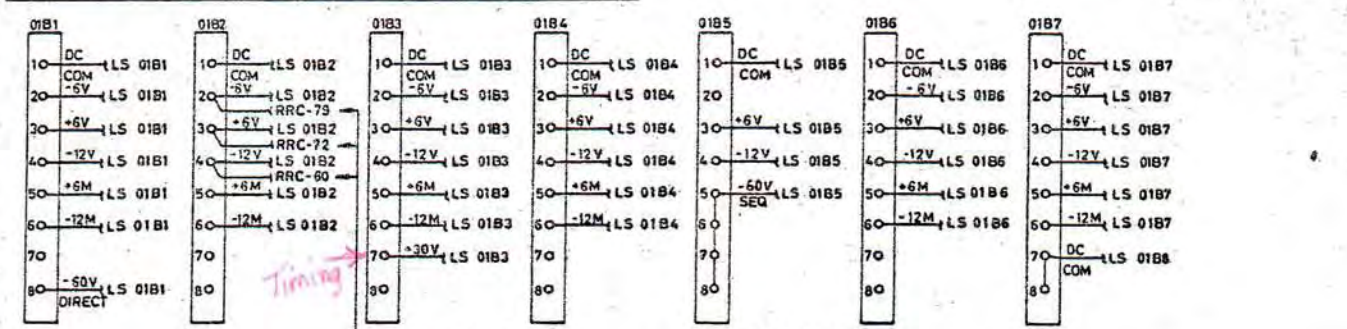 01B1 01B2 01B3 01B4 01B5 01B6 01B7
1 DC COM LS 01B1
2 -6V LS 01B1
3 +6V LS 01B1
4 -12V LS 01B1
5 +6M LS 01B1
6 -12M LS 01B1
7
8 -60V DIRECT LS 01B1
1 DC COM LS 01B2
2 -6V LS 01B2
RRC-79
3 +6V LS 01B2
RRC-72
4 -12V LS 01B2
RRC-60
5 +6M LS 01B2
6 -12M LS 01B2
7
8
1 DC COM LS 01B3
2 -6V LS 01B3
3 +6V LS 01B3
4 -12V LS 01B3
5 +6M LS 01B3
6 -12M LS 01B3
Timing
7 +30V LS 01B3
8
1 DC COM LS 01B4
2 -6V LS 01B4
3 +6V LS 01B4
4 -12V LS 01B4
5 +6M LS 01B4
6 -12M LS 01B4
7
8
1 DC COM LS 01B5
2
3 +6V LS 01B5
4 -12V LS 01B5
5 -60V SEQ LS 01B5
6
7
8
1 DC COM LS 01B6
2 -6V LS 01B6
3 +6V LS 01B6
4 -12V LS 01B6
5 +6M LS 01B6
6 -12M LS 01B6
7
8
1 DC COM LS 01B7
2 -6V LS 01B7
3 +6V LS 01B7
4 -12V LS 01B7
5 +6M LS 01B7
6 -12M LS 01B7
7 DC COM LS 01B8
8